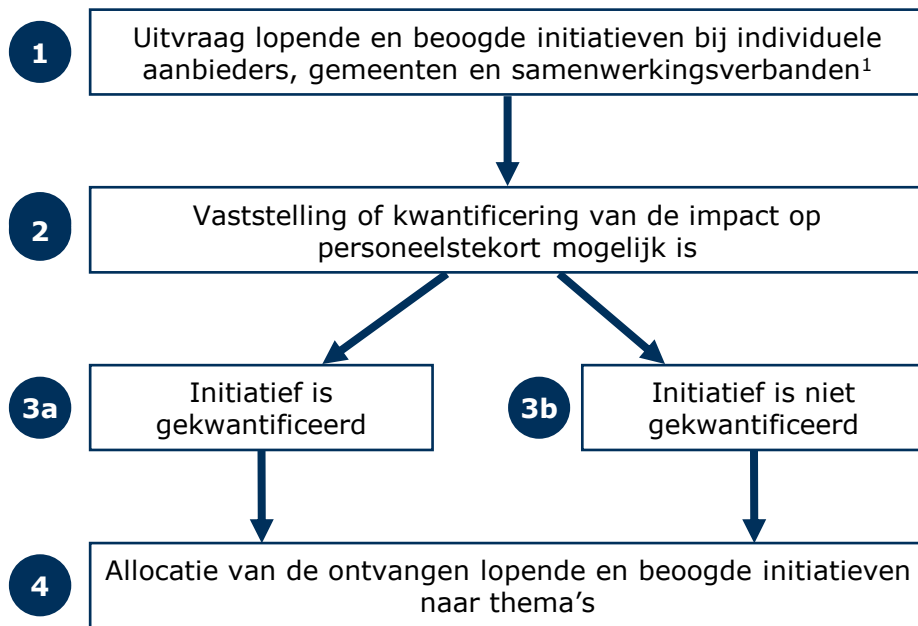 1
Uitvraag lopende en beoogde initiatieven bij individuele
aanbieders, gemeenten en samenwerkingsverbanden¹
2
Vaststelling of kwantificering van de impact op
personeelstekort mogelijk is
3a
Initiatief is
gekwantificeerd
3b
Initiatief is niet
gekwantificeerd
4
Allocatie van de ontvangen lopende en beoogde initiatieven
naar thema’s